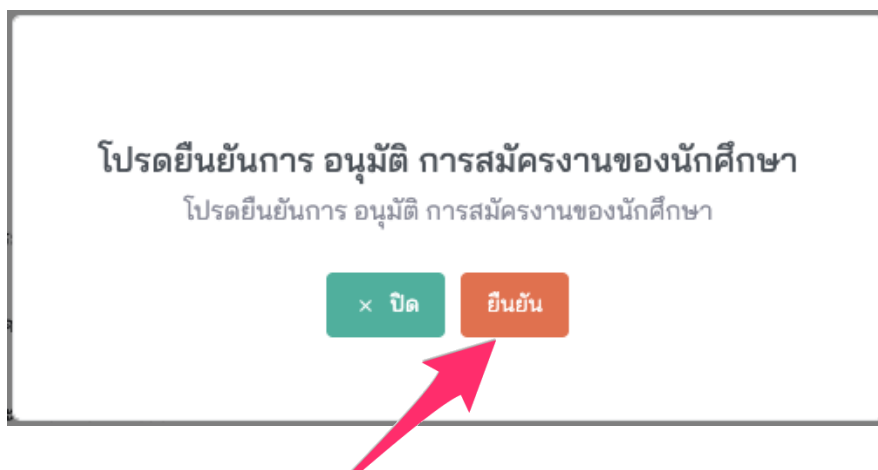 โปรดยืนยันการ อนุมัติ การสมัครงานของนักศึกษา
โปรดยืนยันการ อนุมัติ การสมัครงานของนักศึกษา
× ปิด ยืนยัน